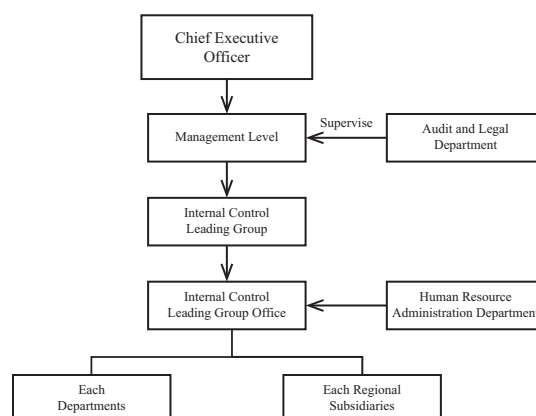 Chief Executive
Officer
Supervise
Management Level
Audit and Legal
Department
Internal Control
Leading Group
Internal Control
Leading Group Office
Human Resource
Administration Department
Each
Departments
Each Regional
Subsidiaries